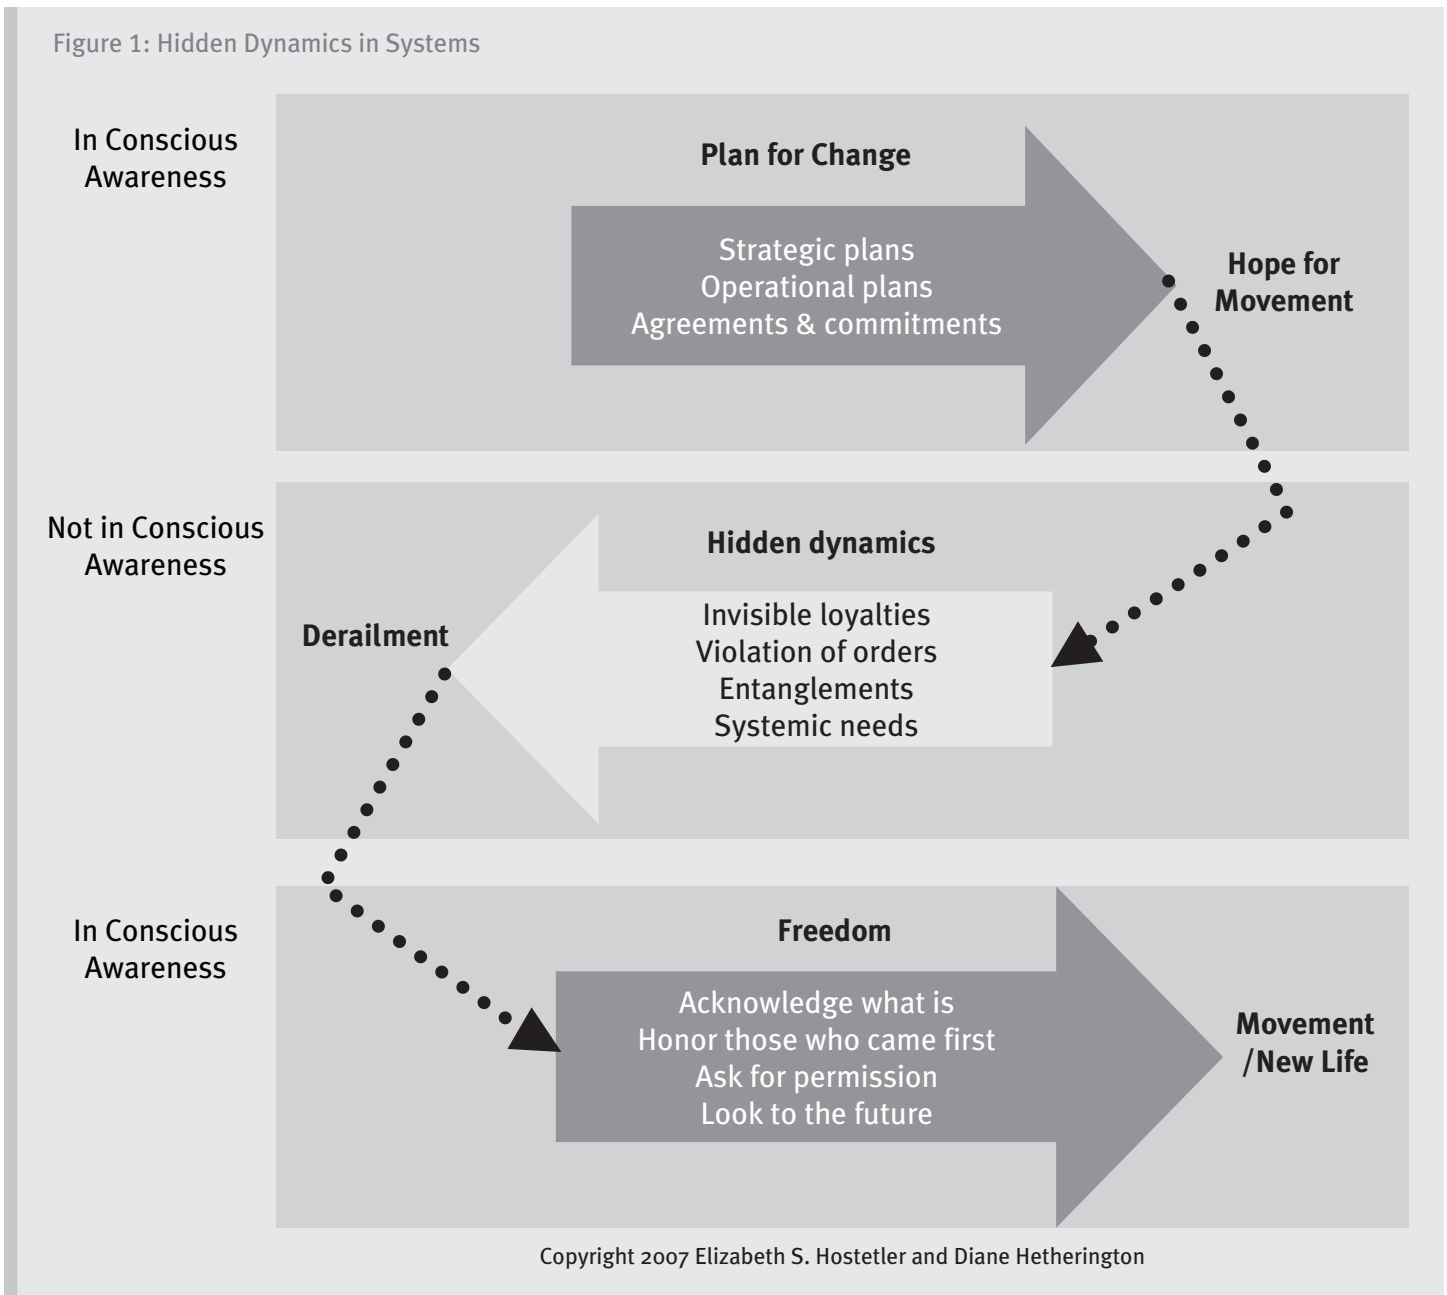 Figure 1: Hidden Dynamics in Systems
In Conscious
Awareness
Plan for Change
Strategic plans
Operational plans
Agreements & commitments
Hope for
Movement
Not in Conscious
Awareness
Hidden dynamics
Invisible loyalties
Violation of orders
Entanglements
Systemic needs
Derailment
In Conscious
Awareness
Freedom
Acknowledge what is
Honor those who came first
Ask for permission
Look to the future
Movement
/New Life
Copyright 2007 Elizabeth S. Hostetler and Diane Hetherington